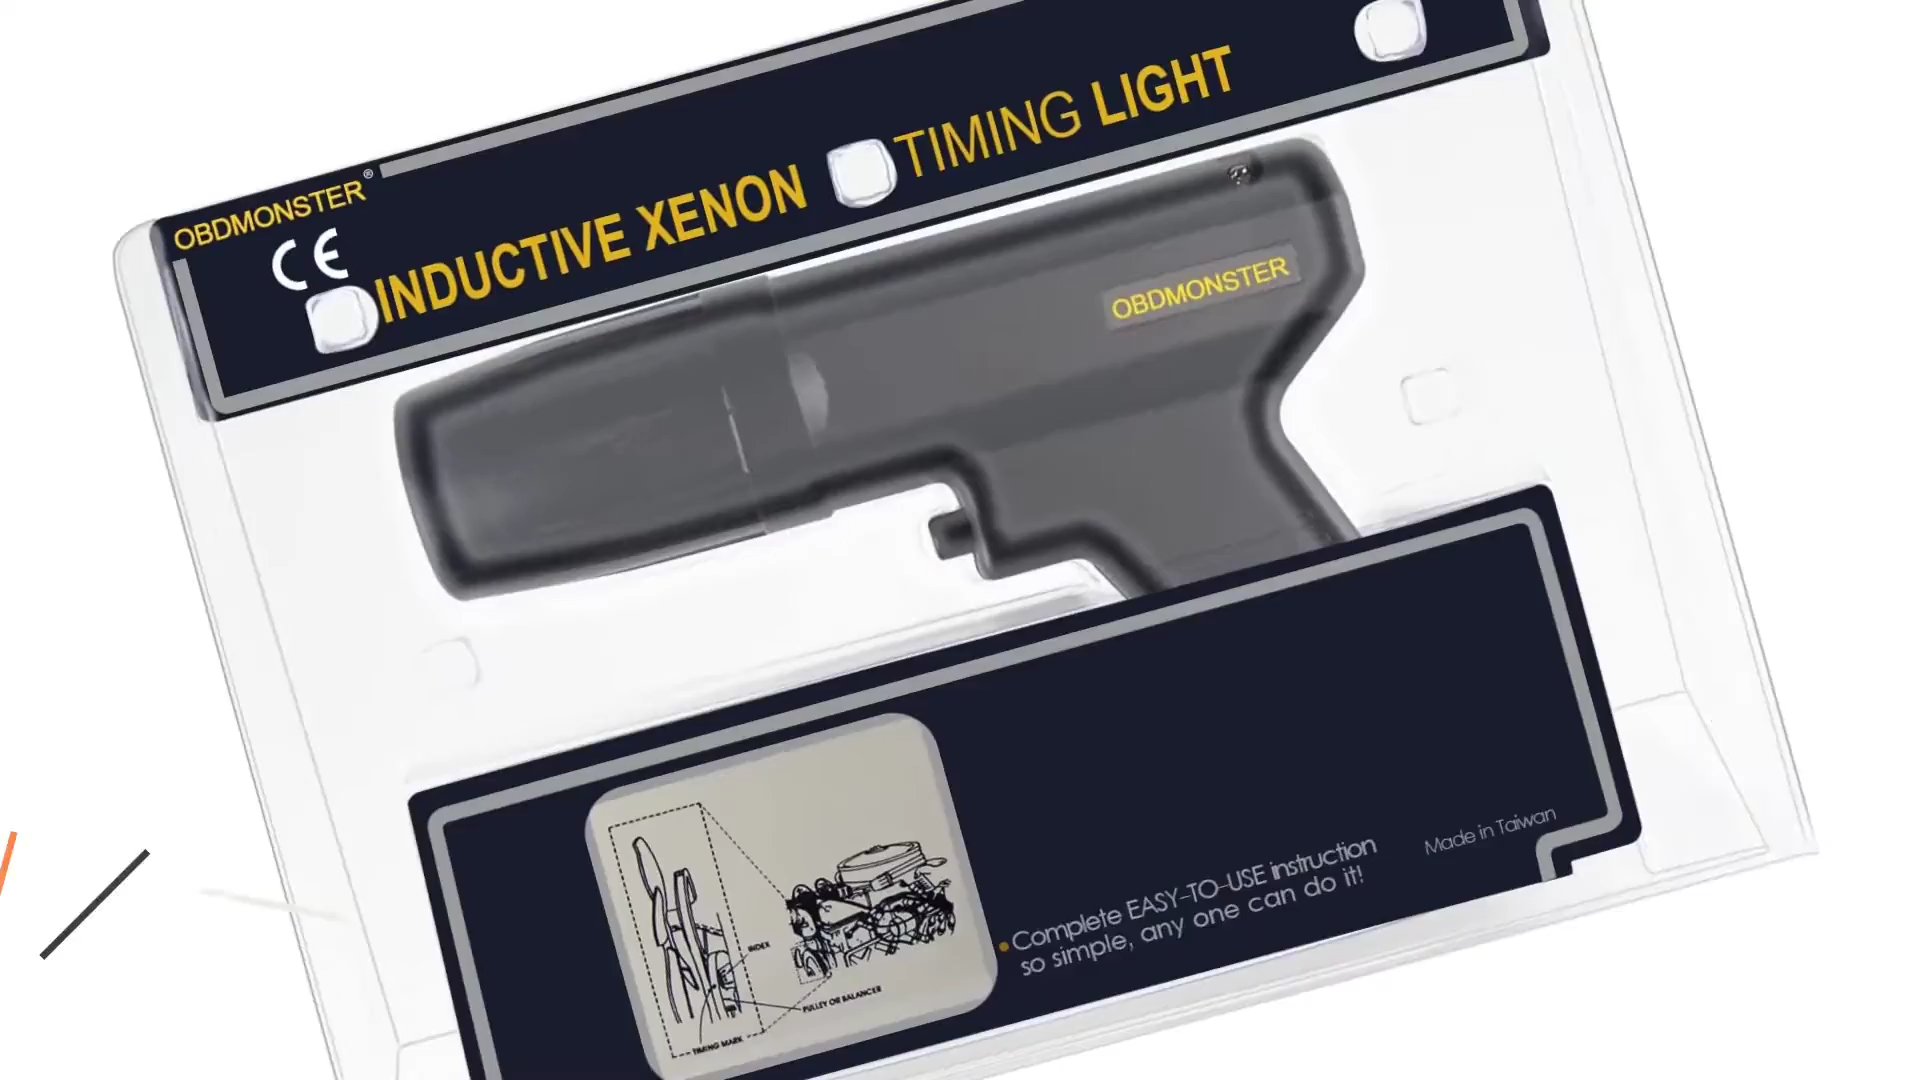 OBDMONSTER®
CE
INDUCTIVE XENON TIMING LIGHT
OBDMONSTER
INDEX
PULLEY OR BALANCER
TIMING MARK
•Complete EASY-TO-USE instruction
so simple, any one can do it!
Made in Taiwan